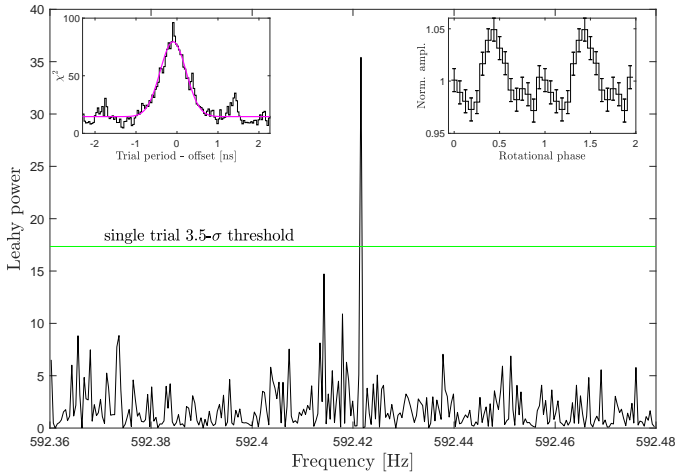 40
35
30
25
20
15
10
5
0
Leahy power
592.36 592.38 592.4 592.42 592.44 592.46 592.48
Frequency [Hz]
single trial 3.5-σ threshold
100
50
0
χ²
-2 -1 0 1 2
Trial period - offset [ns]
1.05
1
0.95
Norm. ampl.
0 0.5 1 1.5 2
Rotational phase